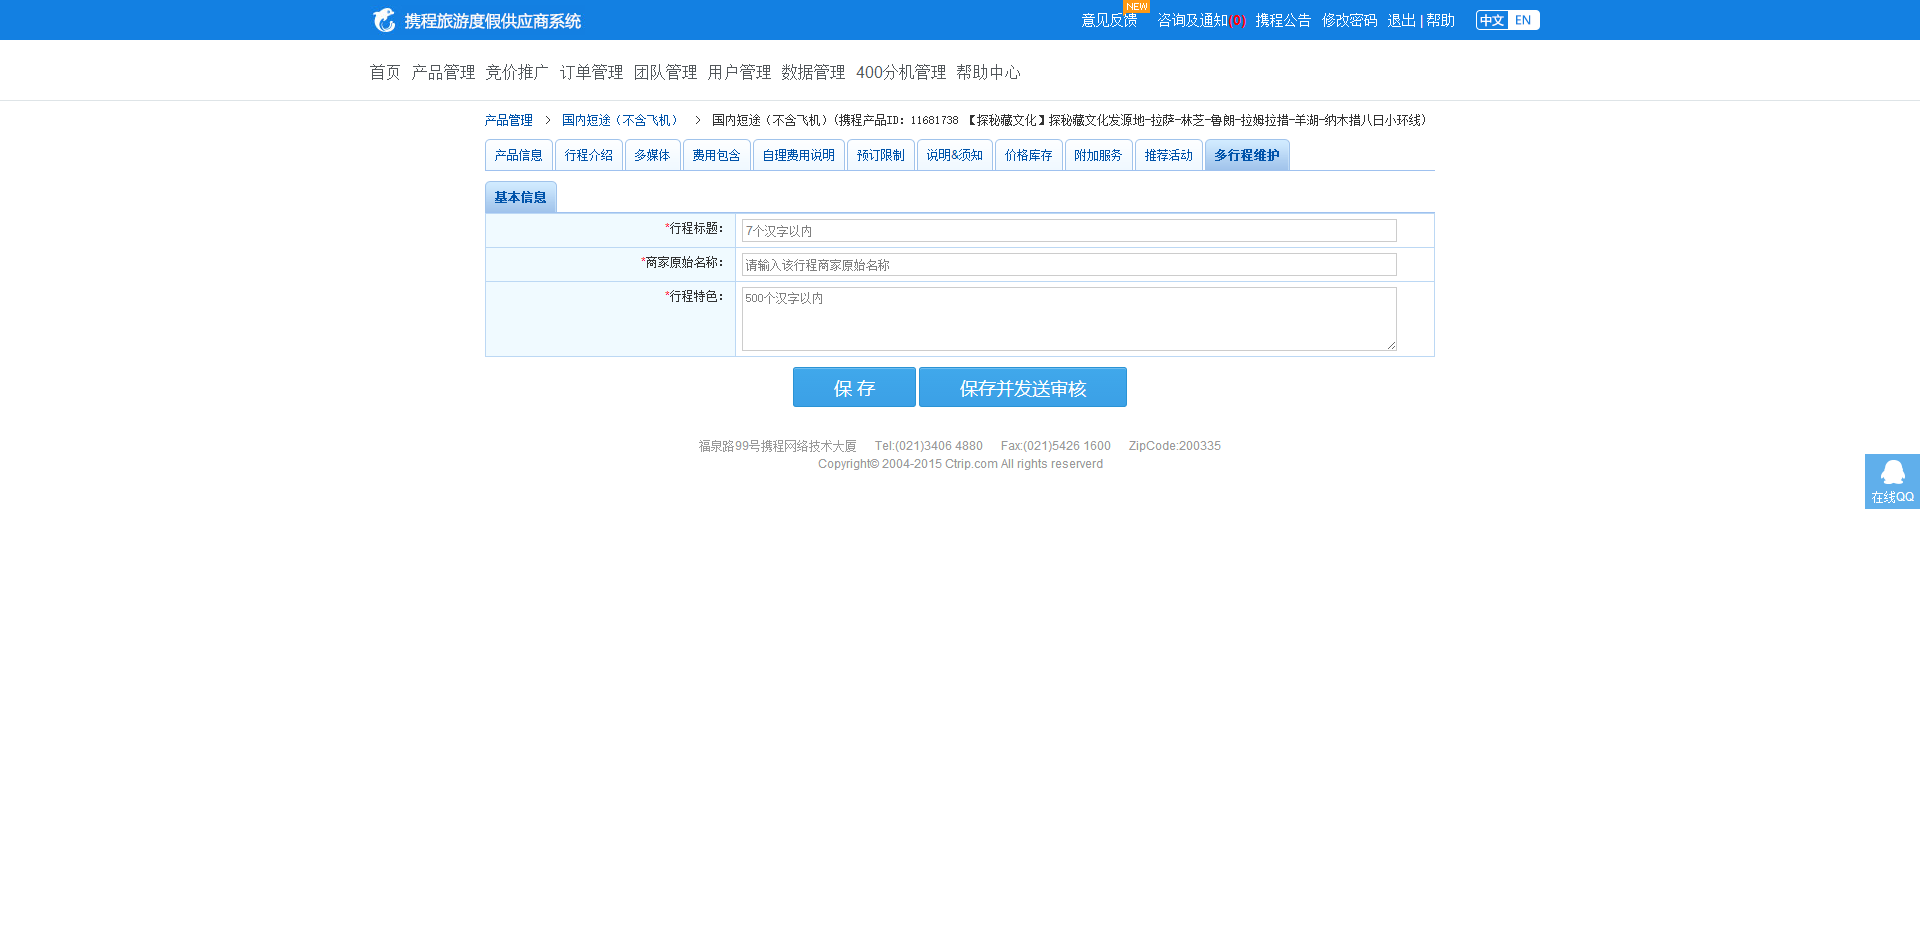 携程旅游度假供应商系统
意见反馈 NEW 咨询及通知(0) 携程公告 修改密码 退出 | 帮助 中文 EN
首页 产品管理 竞价推广 订单管理 团队管理 用户管理 数据管理 400分机管理 帮助中心
产品管理 > 国内短途（不含飞机） > 国内短途（不含飞机）(携程产品ID: 11681738 【探秘藏文化】探秘藏文化发源地-拉萨-林芝-鲁朗-拉姆拉措-羊湖-纳木措八日小环线)
产品信息 行程介绍 多媒体 费用包含 自理费用说明 预订限制 说明&须知 价格库存 附加服务 推荐活动 多行程维护
基本信息
*行程标题： 7个汉字以内
*商家原始名称： 请输入该行程商家原始名称
*行程特色： 500个汉字以内
保 存 保存并发送审核
福泉路99号携程网络技术大厦 Tel:(021)3406 4880 Fax:(021)5426 1600 ZipCode:200335
Copyright© 2004-2015 Ctrip.com All rights reserverd
在线QQ